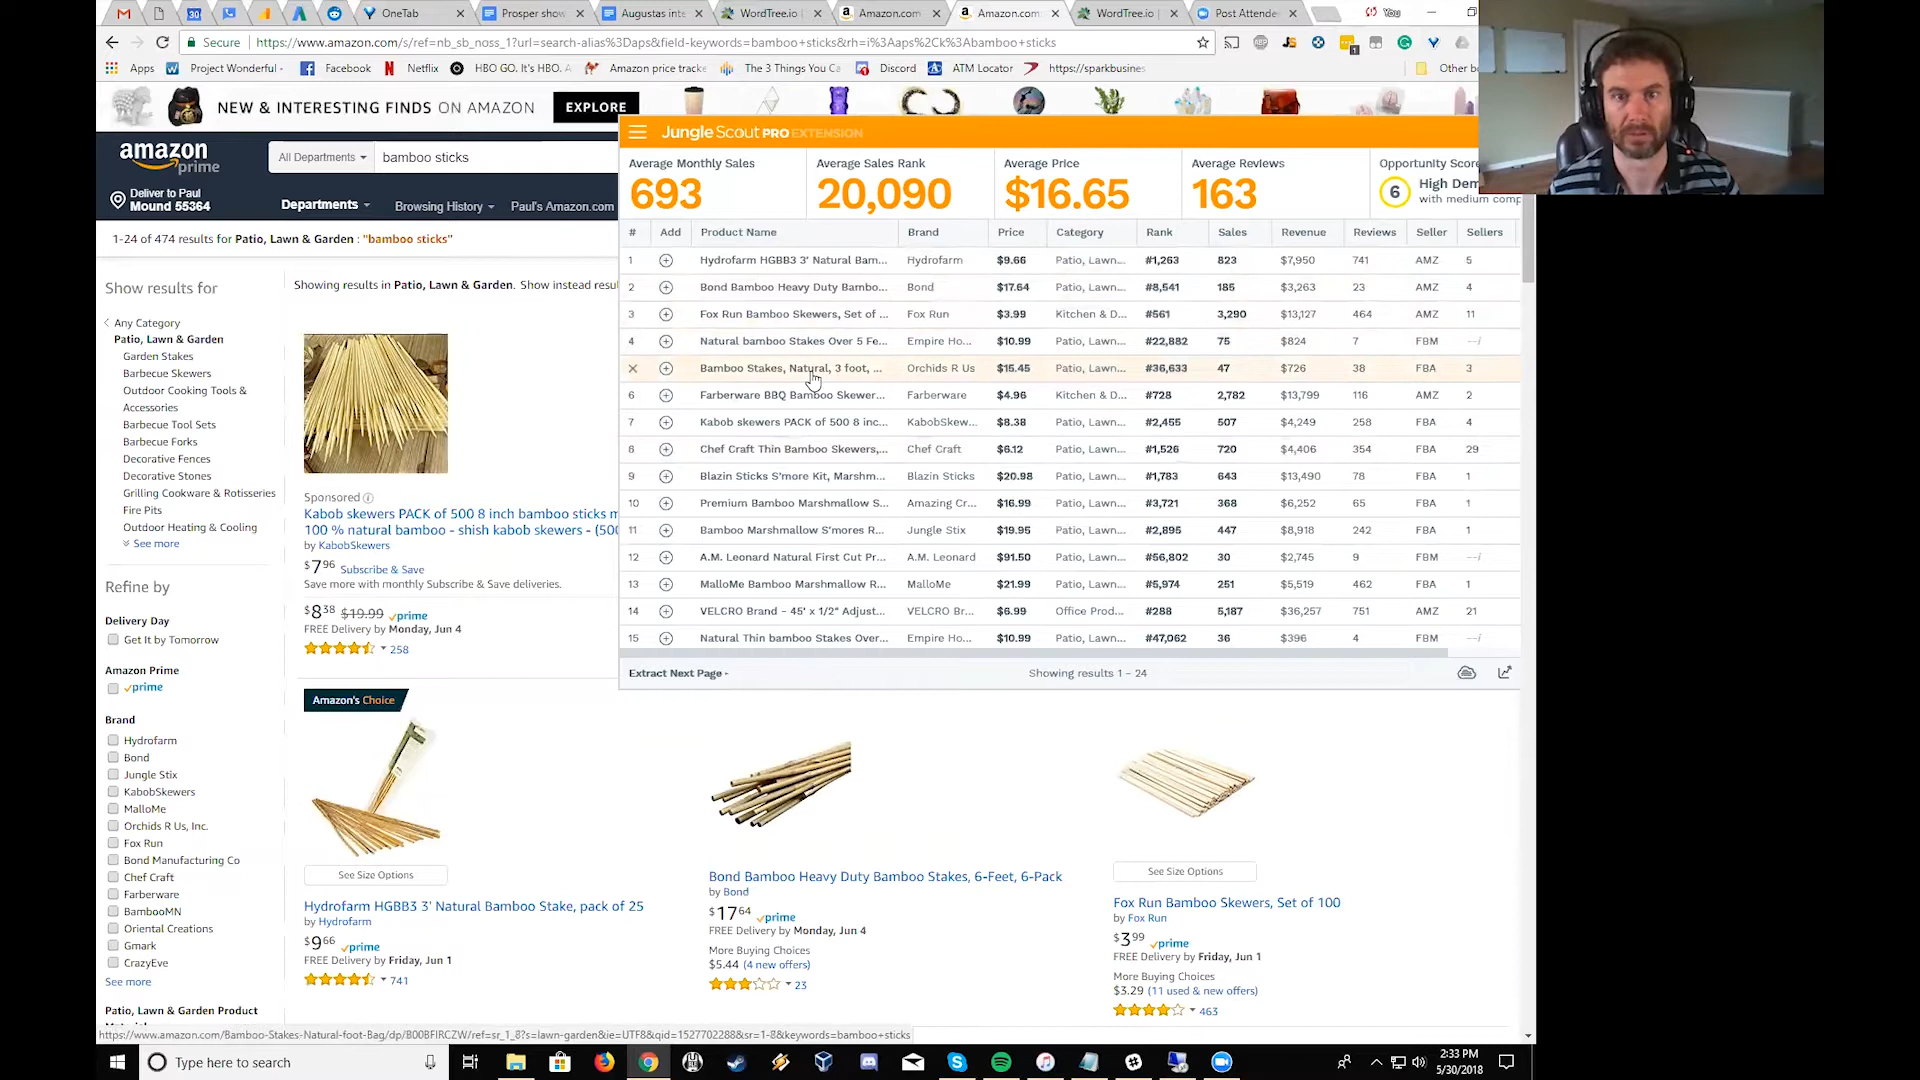 OneTab
Prosper show
Augustas inte
WordTree.io |
Amazon.com
Amazon.com
WordTree.io |
Post Attende
You
Secure
https://www.amazon.com/s/ref=nb_sb_noss_1?url=search-alias%3Daps&field-keywords=bamboo+sticks&rh=i%3Aaps%2Ck%3Abamboo+sticks
Apps
Project Wonderful -
Facebook
Netflix
HBO GO. It's HBO. A
Amazon price tracke
The 3 Things You Ca
Discord
ATM Locator
https://sparkbusines
Other bo
NEW & INTERESTING FINDS ON AMAZON
EXPLORE
amazon prime
All Departments
bamboo sticks
Deliver to Paul
Mound 55364
Departments
Browsing History
Paul's Amazon.com
1-24 of 474 results for Patio, Lawn & Garden : "bamboo sticks"
Show results for
Any Category
Patio, Lawn & Garden
Garden Stakes
Barbecue Skewers
Outdoor Cooking Tools &
Accessories
Barbecue Tool Sets
Barbecue Forks
Decorative Fences
Decorative Stones
Grilling Cookware & Rotisseries
Fire Pits
Outdoor Heating & Cooling
See more
Refine by
Delivery Day
Get It by Tomorrow
Amazon Prime
prime
Brand
Hydrofarm
Bond
Jungle Stix
KabobSkewers
MalloMe
Orchids R Us, Inc.
Fox Run
Bond Manufacturing Co
Chef Craft
Farberware
BambooMN
Oriental Creations
Gmark
CrazyEve
See more
Patio, Lawn & Garden Product
Showing results in Patio, Lawn & Garden. Show instead resul
Sponsored
Kabob skewers PACK of 500 8 inch bamboo sticks m
100 % natural bamboo - shish kabob skewers - (500
by KabobSkewers
$7 96 Subscribe & Save
Save more with monthly Subscribe & Save deliveries.
$8 38 $19.99 prime
FREE Delivery by Monday, Jun 4
258
Jungle Scout PRO EXTENSION
Average Monthly Sales
693
Average Sales Rank
20,090
Average Price
$16.65
Average Reviews
163
Opportunity Score
6
High Dem
with medium comp
# Add Product Name Brand Price Category Rank Sales Revenue Reviews Seller Sellers
1 Hydrofarm HGBB3 3' Natural Bam... Hydrofarm $9.66 Patio, Lawn... #1,263 823 $7,950 741 AMZ 5
2 Bond Bamboo Heavy Duty Bambo... Bond $17.64 Patio, Lawn... #8,541 185 $3,263 23 AMZ 4
3 Fox Run Bamboo Skewers, Set of ... Fox Run $3.99 Kitchen & D... #561 3,290 $13,127 464 AMZ 11
4 Natural bamboo Stakes Over 5 Fe... Empire Ho... $10.99 Patio, Lawn... #22,882 75 $824 7 FBM --i
Bamboo Stakes, Natural, 3 foot, ... Orchids R Us $15.45 Patio, Lawn... #36,633 47 $726 38 FBA 3
6 Farberware BBQ Bamboo Skewer... Farberware $4.96 Kitchen & D... #728 2,782 $13,799 116 AMZ 2
7 Kabob skewers PACK of 500 8 inc... KabobSkew... $8.38 Patio, Lawn... #2,455 507 $4,249 258 FBA 4
8 Chef Craft Thin Bamboo Skewers,... Chef Craft $6.12 Patio, Lawn... #1,526 720 $4,406 354 FBA 29
9 Blazin Sticks S'more Kit, Marshm... Blazin Sticks $20.98 Patio, Lawn... #1,783 643 $13,490 78 FBA 1
10 Premium Bamboo Marshmallow S... Amazing Cr... $16.99 Patio, Lawn... #3,721 368 $6,252 65 FBA 1
11 Bamboo Marshmallow S'mores R... Jungle Stix $19.95 Patio, Lawn... #2,895 447 $8,918 242 FBA 1
12 A.M. Leonard Natural First Cut Pr... A.M. Leonard $91.50 Patio, Lawn... #56,802 30 $2,745 9 FBM --i
13 MalloMe Bamboo Marshmallow R... MalloMe $21.99 Patio, Lawn... #5,974 251 $5,519 462 FBA 1
14 VELCRO Brand - 45' x 1/2" Adjust... VELCRO Br... $6.99 Office Prod... #288 5,187 $36,257 751 AMZ 21
15 Natural Thin bamboo Stakes Over... Empire Ho... $10.99 Patio, Lawn... #47,062 36 $396 4 FBM --i
Extract Next Page
Showing results 1 - 24
Amazon's Choice
See Size Options
Hydrofarm HGBB3 3' Natural Bamboo Stake, pack of 25
by Hydrofarm
$9 66 prime
FREE Delivery by Friday, Jun 1
741
Bond Bamboo Heavy Duty Bamboo Stakes, 6-Feet, 6-Pack
by Bond
$17 64 prime
FREE Delivery by Monday, Jun 4
More Buying Choices
$5.44 (4 new offers)
23
See Size Options
Fox Run Bamboo Skewers, Set of 100
by Fox Run
$3 99 prime
FREE Delivery by Friday, Jun 1
More Buying Choices
$3.29 (11 used & new offers)
463
https://www.amazon.com/Bamboo-Stakes-Natural-foot-Bag/dp/B00BFIRCZW/ref=sr_1_8?s=lawn-garden&ie=UTF8&qid=1527702288&sr=1-8&keywords=bamboo+sticks
Type here to search
2:33 PM
5/30/2018